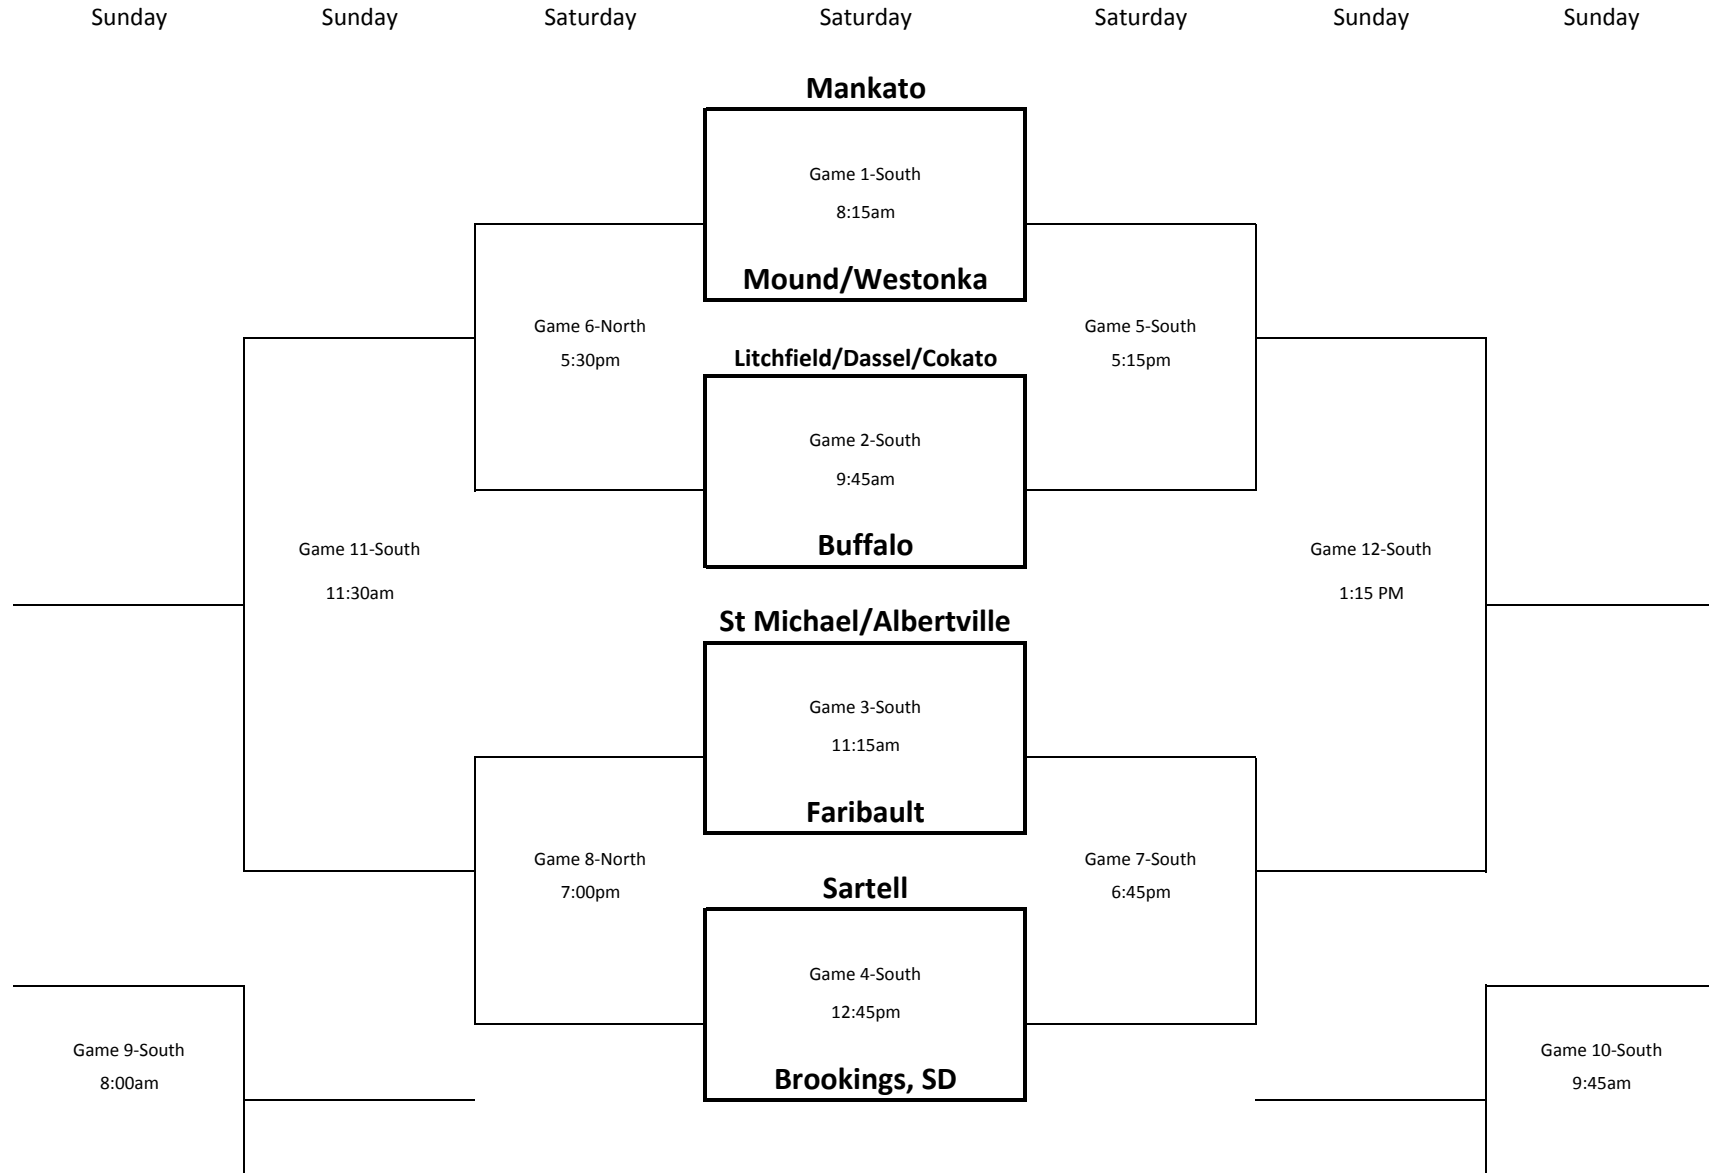 Sunday Sunday Saturday Saturday Saturday Sunday Sunday
Mankato
Game 1-South
8:15am
Mound/Westonka
Game 6-North Game 5-South
5:30pm Litchfield/Dassel/Cokato 5:15pm
Game 2-South
9:45am
Buffalo
Game 11-South Game 12-South
11:30am 1:15 PM
St Michael/Albertville
Game 3-South
11:15am
Faribault
Game 8-North Game 7-South
7:00pm Sartell 6:45pm
Game 4-South
12:45pm
Game 9-South Game 10-South
8:00am Brookings, SD 9:45am